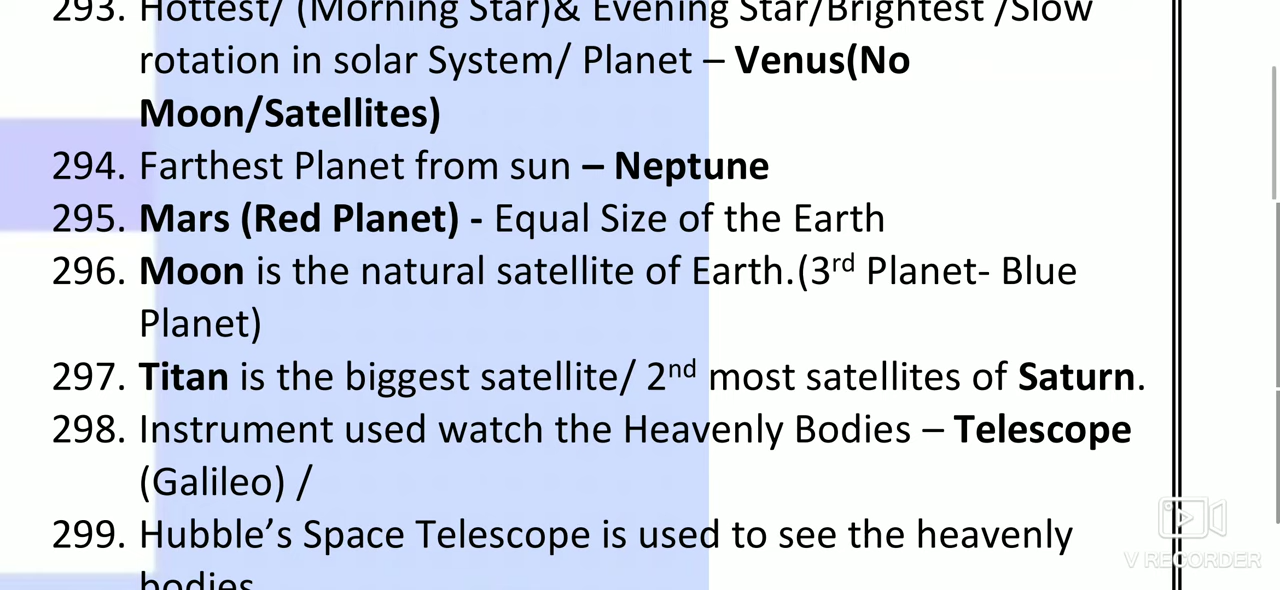 293. Hottest/ (Morning Star)& Evening Star/Brightest /Slow
rotation in solar System/ Planet – Venus(No
Moon/Satellites)
294. Farthest Planet from sun – Neptune
295. Mars (Red Planet) - Equal Size of the Earth
296. Moon is the natural satellite of Earth.(3rd Planet- Blue
Planet)
297. Titan is the biggest satellite/ 2nd most satellites of Saturn.
298. Instrument used watch the Heavenly Bodies – Telescope
(Galileo) /
299. Hubble’s Space Telescope is used to see the heavenly
bodies
V RECORDER